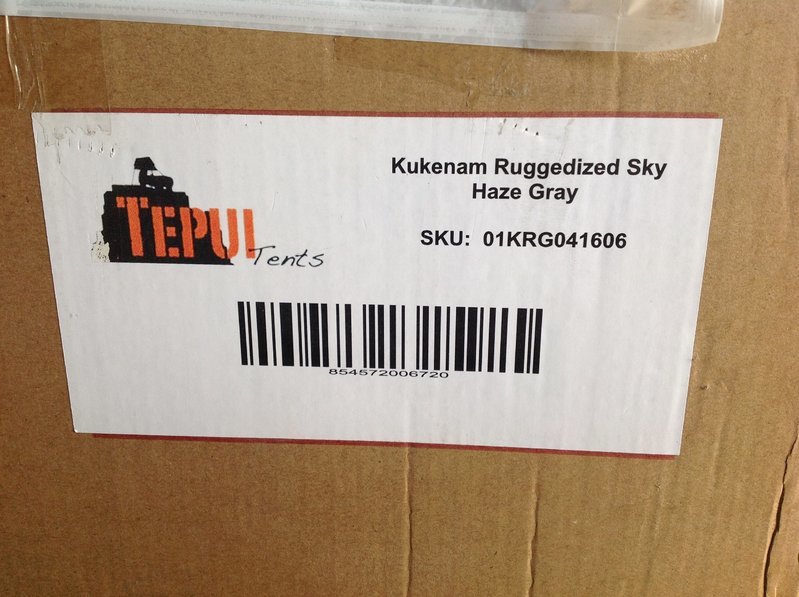 TEPUI
Tents
Kukenam Ruggedized Sky
Haze Gray
SKU: 01KRG041606
854572006720